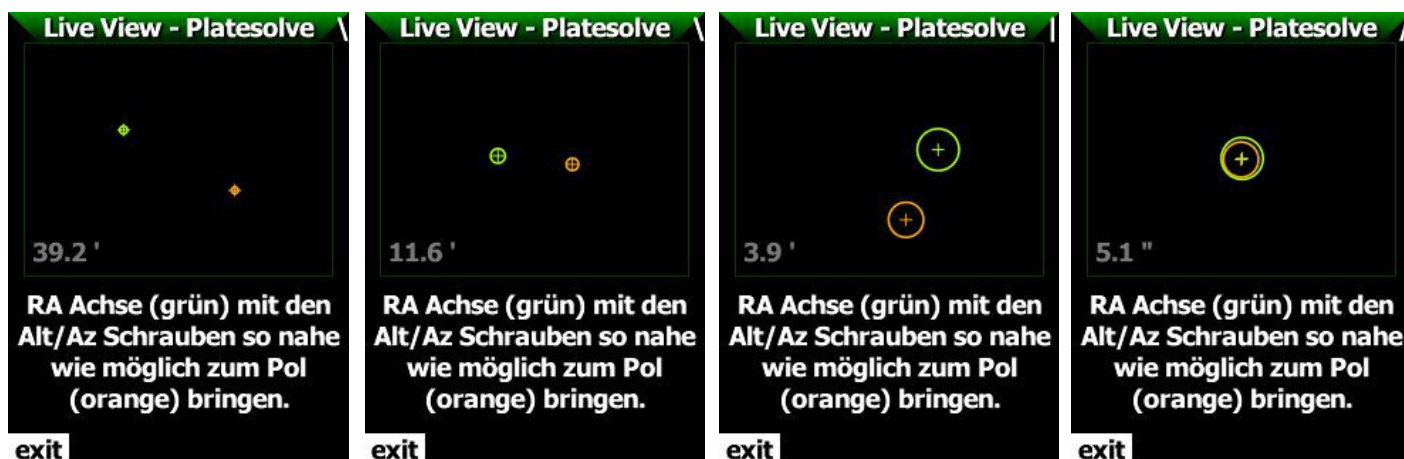 Live View - Platesolve \
39.2 '
RA Achse (grün) mit den
Alt/Az Schrauben so nahe
wie möglich zum Pol
(orange) bringen.
exit
Live View - Platesolve \
11.6 '
RA Achse (grün) mit den
Alt/Az Schrauben so nahe
wie möglich zum Pol
(orange) bringen.
exit
Live View - Platesolve |
3.9 '
RA Achse (grün) mit den
Alt/Az Schrauben so nahe
wie möglich zum Pol
(orange) bringen.
exit
Live View - Platesolve /
5.1 "
RA Achse (grün) mit den
Alt/Az Schrauben so nahe
wie möglich zum Pol
(orange) bringen.
exit